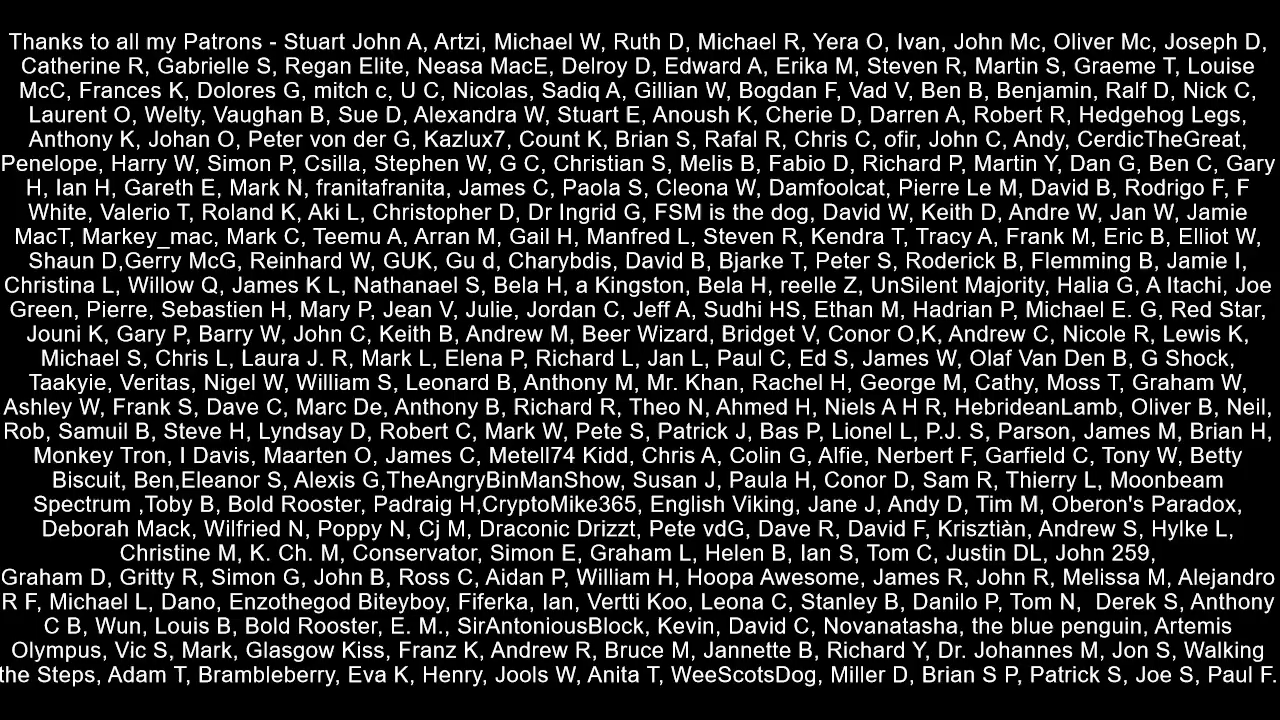 Thanks to all my Patrons - Stuart John A, Artzi, Michael W, Ruth D, Michael R, Yera O, Ivan, John Mc, Oliver Mc, Joseph D,
Catherine R, Gabrielle S, Regan Elite, Neasa MacE, Delroy D, Edward A, Erika M, Steven R, Martin S, Graeme T, Louise
McC, Frances K, Dolores G, mitch c, U C, Nicolas, Sadiq A, Gillian W, Bogdan F, Vad V, Ben B, Benjamin, Ralf D, Nick C,
Laurent O, Welty, Vaughan B, Sue D, Alexandra W, Stuart E, Anoush K, Cherie D, Darren A, Robert R, Hedgehog Legs,
Anthony K, Johan O, Peter von der G, Kazlux7, Count K, Brian S, Rafal R, Chris C, ofir, John C, Andy, CerdicTheGreat,
Penelope, Harry W, Simon P, Csilla, Stephen W, G C, Christian S, Melis B, Fabio D, Richard P, Martin Y, Dan G, Ben C, Gary
H, Ian H, Gareth E, Mark N, franitafranita, James C, Paola S, Cleona W, Damfoolcat, Pierre Le M, David B, Rodrigo F, F
White, Valerio T, Roland K, Aki L, Christopher D, Dr Ingrid G, FSM is the dog, David W, Keith D, Andre W, Jan W, Jamie
MacT, Markey_mac, Mark C, Teemu A, Arran M, Gail H, Manfred L, Steven R, Kendra T, Tracy A, Frank M, Eric B, Elliot W,
Shaun D,Gerry McG, Reinhard W, GUK, Gu d, Charybdis, David B, Bjarke T, Peter S, Roderick B, Flemming B, Jamie I,
Christina L, Willow Q, James K L, Nathanael S, Bela H, a Kingston, Bela H, reelle Z, UnSilent Majority, Halia G, A Itachi, Joe
Green, Pierre, Sebastien H, Mary P, Jean V, Julie, Jordan C, Jeff A, Sudhi HS, Ethan M, Hadrian P, Michael E. G, Red Star,
Jouni K, Gary P, Barry W, John C, Keith B, Andrew M, Beer Wizard, Bridget V, Conor O,K, Andrew C, Nicole R, Lewis K,
Michael S, Chris L, Laura J. R, Mark L, Elena P, Richard L, Jan L, Paul C, Ed S, James W, Olaf Van Den B, G Shock,
Taakyie, Veritas, Nigel W, William S, Leonard B, Anthony M, Mr. Khan, Rachel H, George M, Cathy, Moss T, Graham W,
Ashley W, Frank S, Dave C, Marc De, Anthony B, Richard R, Theo N, Ahmed H, Niels A H R, HebrideanLamb, Oliver B, Neil,
Rob, Samuil B, Steve H, Lyndsay D, Robert C, Mark W, Pete S, Patrick J, Bas P, Lionel L, P.J. S, Parson, James M, Brian H,
Monkey Tron, I Davis, Maarten O, James C, Metell74 Kidd, Chris A, Colin G, Alfie, Nerbert F, Garfield C, Tony W, Betty
Biscuit, Ben,Eleanor S, Alexis G,TheAngryBinManShow, Susan J, Paula H, Conor D, Sam R, Thierry L, Moonbeam
Spectrum ,Toby B, Bold Rooster, Padraig H,CryptoMike365, English Viking, Jane J, Andy D, Tim M, Oberon's Paradox,
Deborah Mack, Wilfried N, Poppy N, Cj M, Draconic Drizzt, Pete vdG, Dave R, David F, Krisztiàn, Andrew S, Hylke L,
Christine M, K. Ch. M, Conservator, Simon E, Graham L, Helen B, Ian S, Tom C, Justin DL, John 259,
Graham D, Gritty R, Simon G, John B, Ross C, Aidan P, William H, Hoopa Awesome, James R, John R, Melissa M, Alejandro
R F, Michael L, Dano, Enzothegod Biteyboy, Fiferka, Ian, Vertti Koo, Leona C, Stanley B, Danilo P, Tom N,  Derek S, Anthony
C B, Wun, Louis B, Bold Rooster, E. M., SirAntoniousBlock, Kevin, David C, Novanatasha, the blue penguin, Artemis
Olympus, Vic S, Mark, Glasgow Kiss, Franz K, Andrew R, Bruce M, Jannette B, Richard Y, Dr. Johannes M, Jon S, Walking
the Steps, Adam T, Brambleberry, Eva K, Henry, Jools W, Anita T, WeeScotsDog, Miller D, Brian S P, Patrick S, Joe S, Paul F.